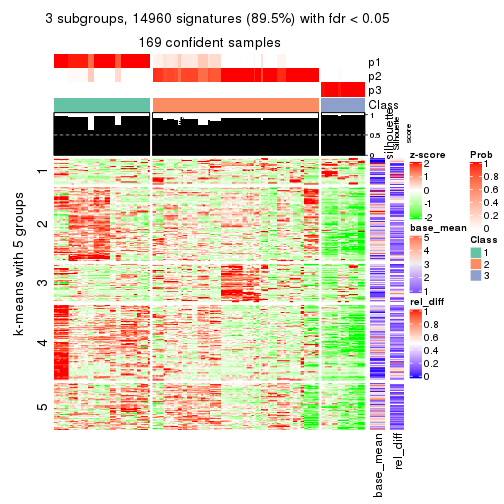 3 subgroups, 14960 signatures (89.5%) with fdr < 0.05
169 confident samples
p1
p2
p3
Class
1
0.5
0
silhouette
Silhouette
score
k-means with 5 groups
1
2
3
4
5
base_mean
rel_diff
z-score
2
1
0
-1
-2
base_mean
5
4
3
2
1
rel_diff
1
0.8
0.6
0.4
0.2
0
Prob
1
0.8
0.6
0.4
0.2
0
Class
1
2
3